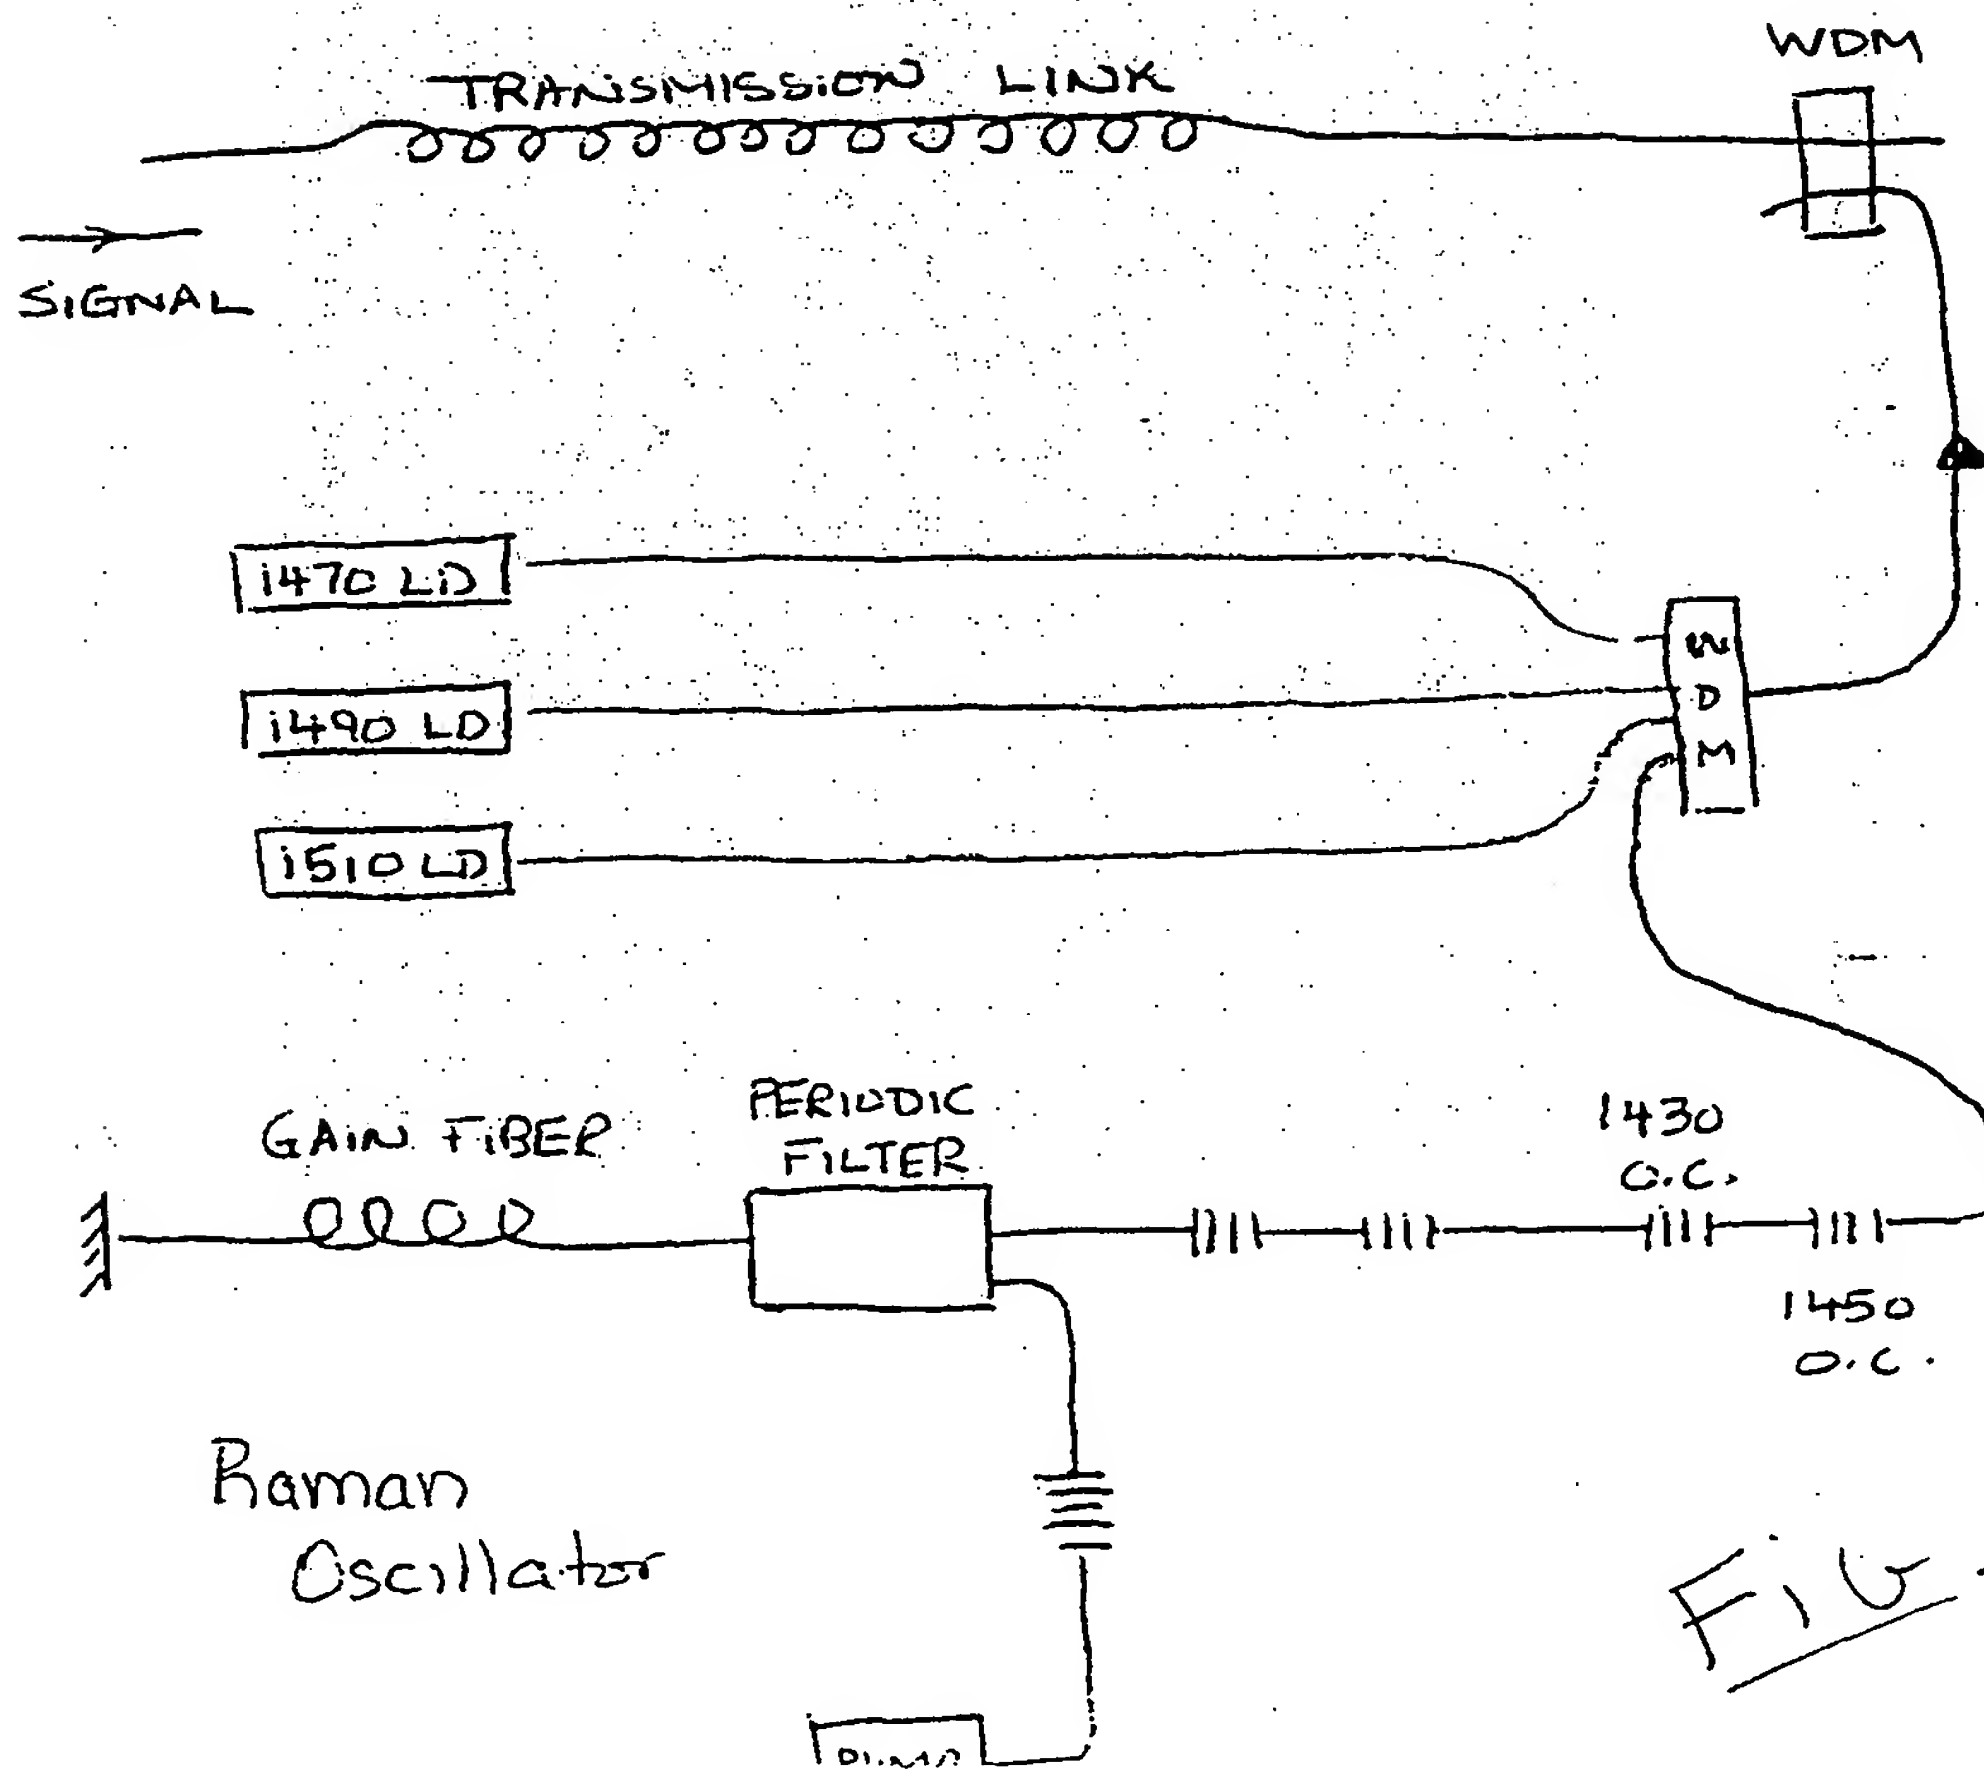 WDM
TRANSMISSION LINK
SIGNAL
1470 LD
1490 LD
1510 LD
W
D
M
PERIODIC
FILTER
GAIN FIBER
1430
O.C.
1450
O.C.
Raman
Oscillator
FIG.